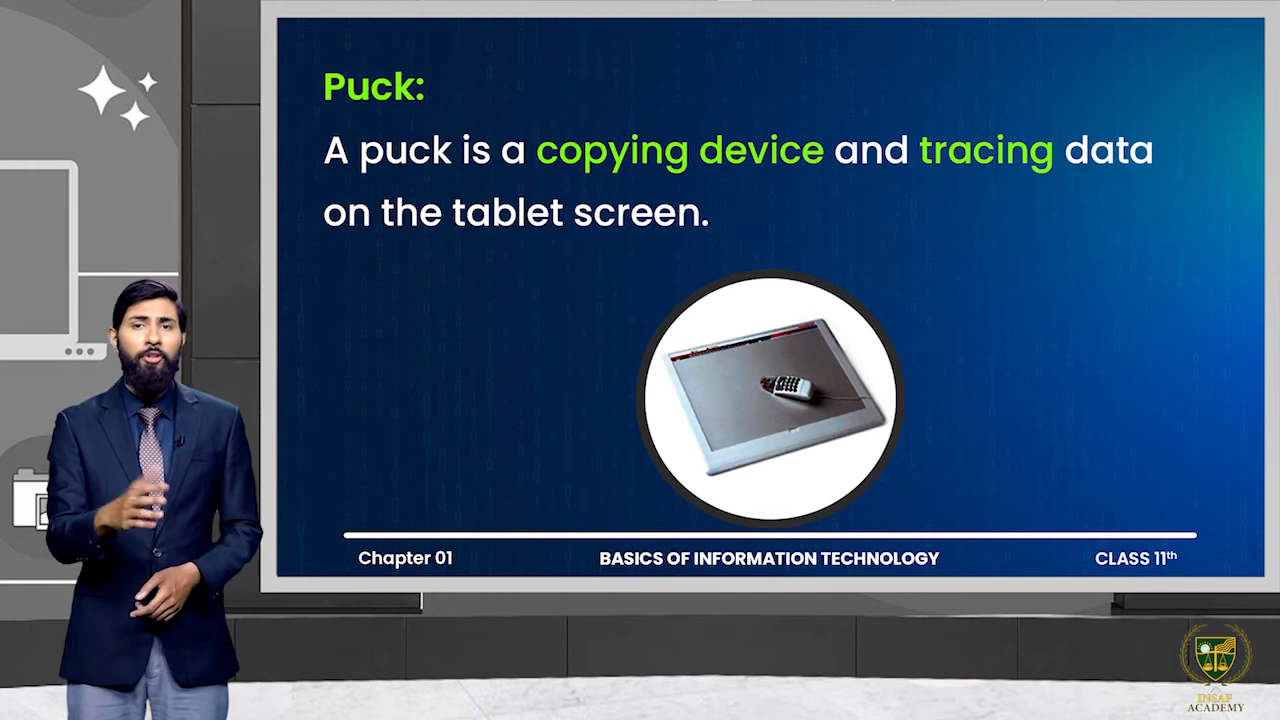 Puck:
A puck is a copying device and tracing data
on the tablet screen.
Chapter 01
BASICS OF INFORMATION TECHNOLOGY
CLASS 11th
INSAF
ACADEMY